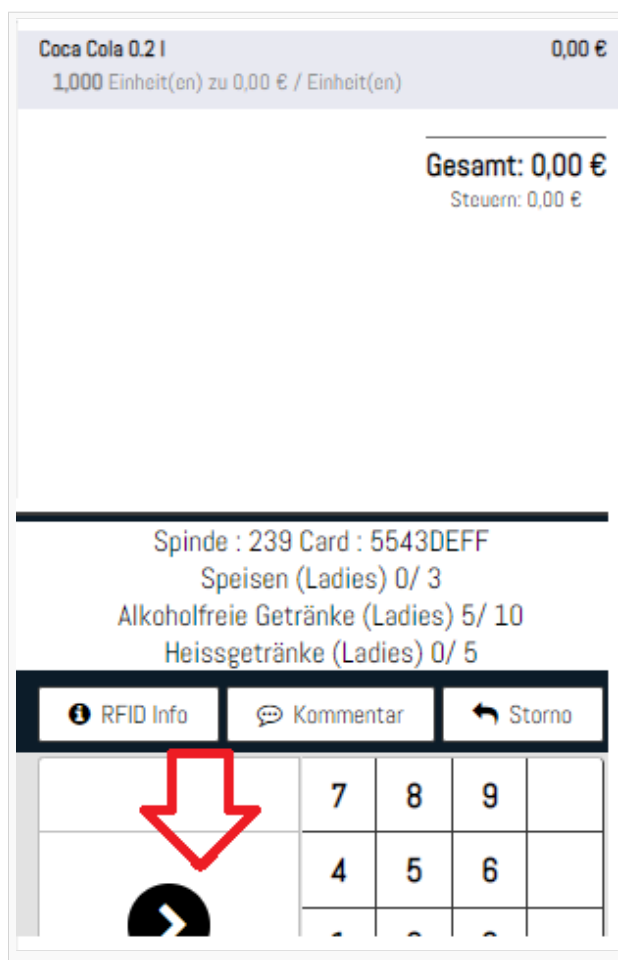 Coca Cola 0.2 l 0,00 €
1,000 Einheit(en) zu 0,00 € / Einheit(en)
Gesamt: 0,00 €
Steuern: 0,00 €
Spinde : 239 Card : 5543DEFF
Speisen (Ladies) 0/ 3
Alkoholfreie Getränke (Ladies) 5/ 10
Heissgetränke (Ladies) 0/ 5
RFID Info Kommentar Storno
7 8 9
4 5 6